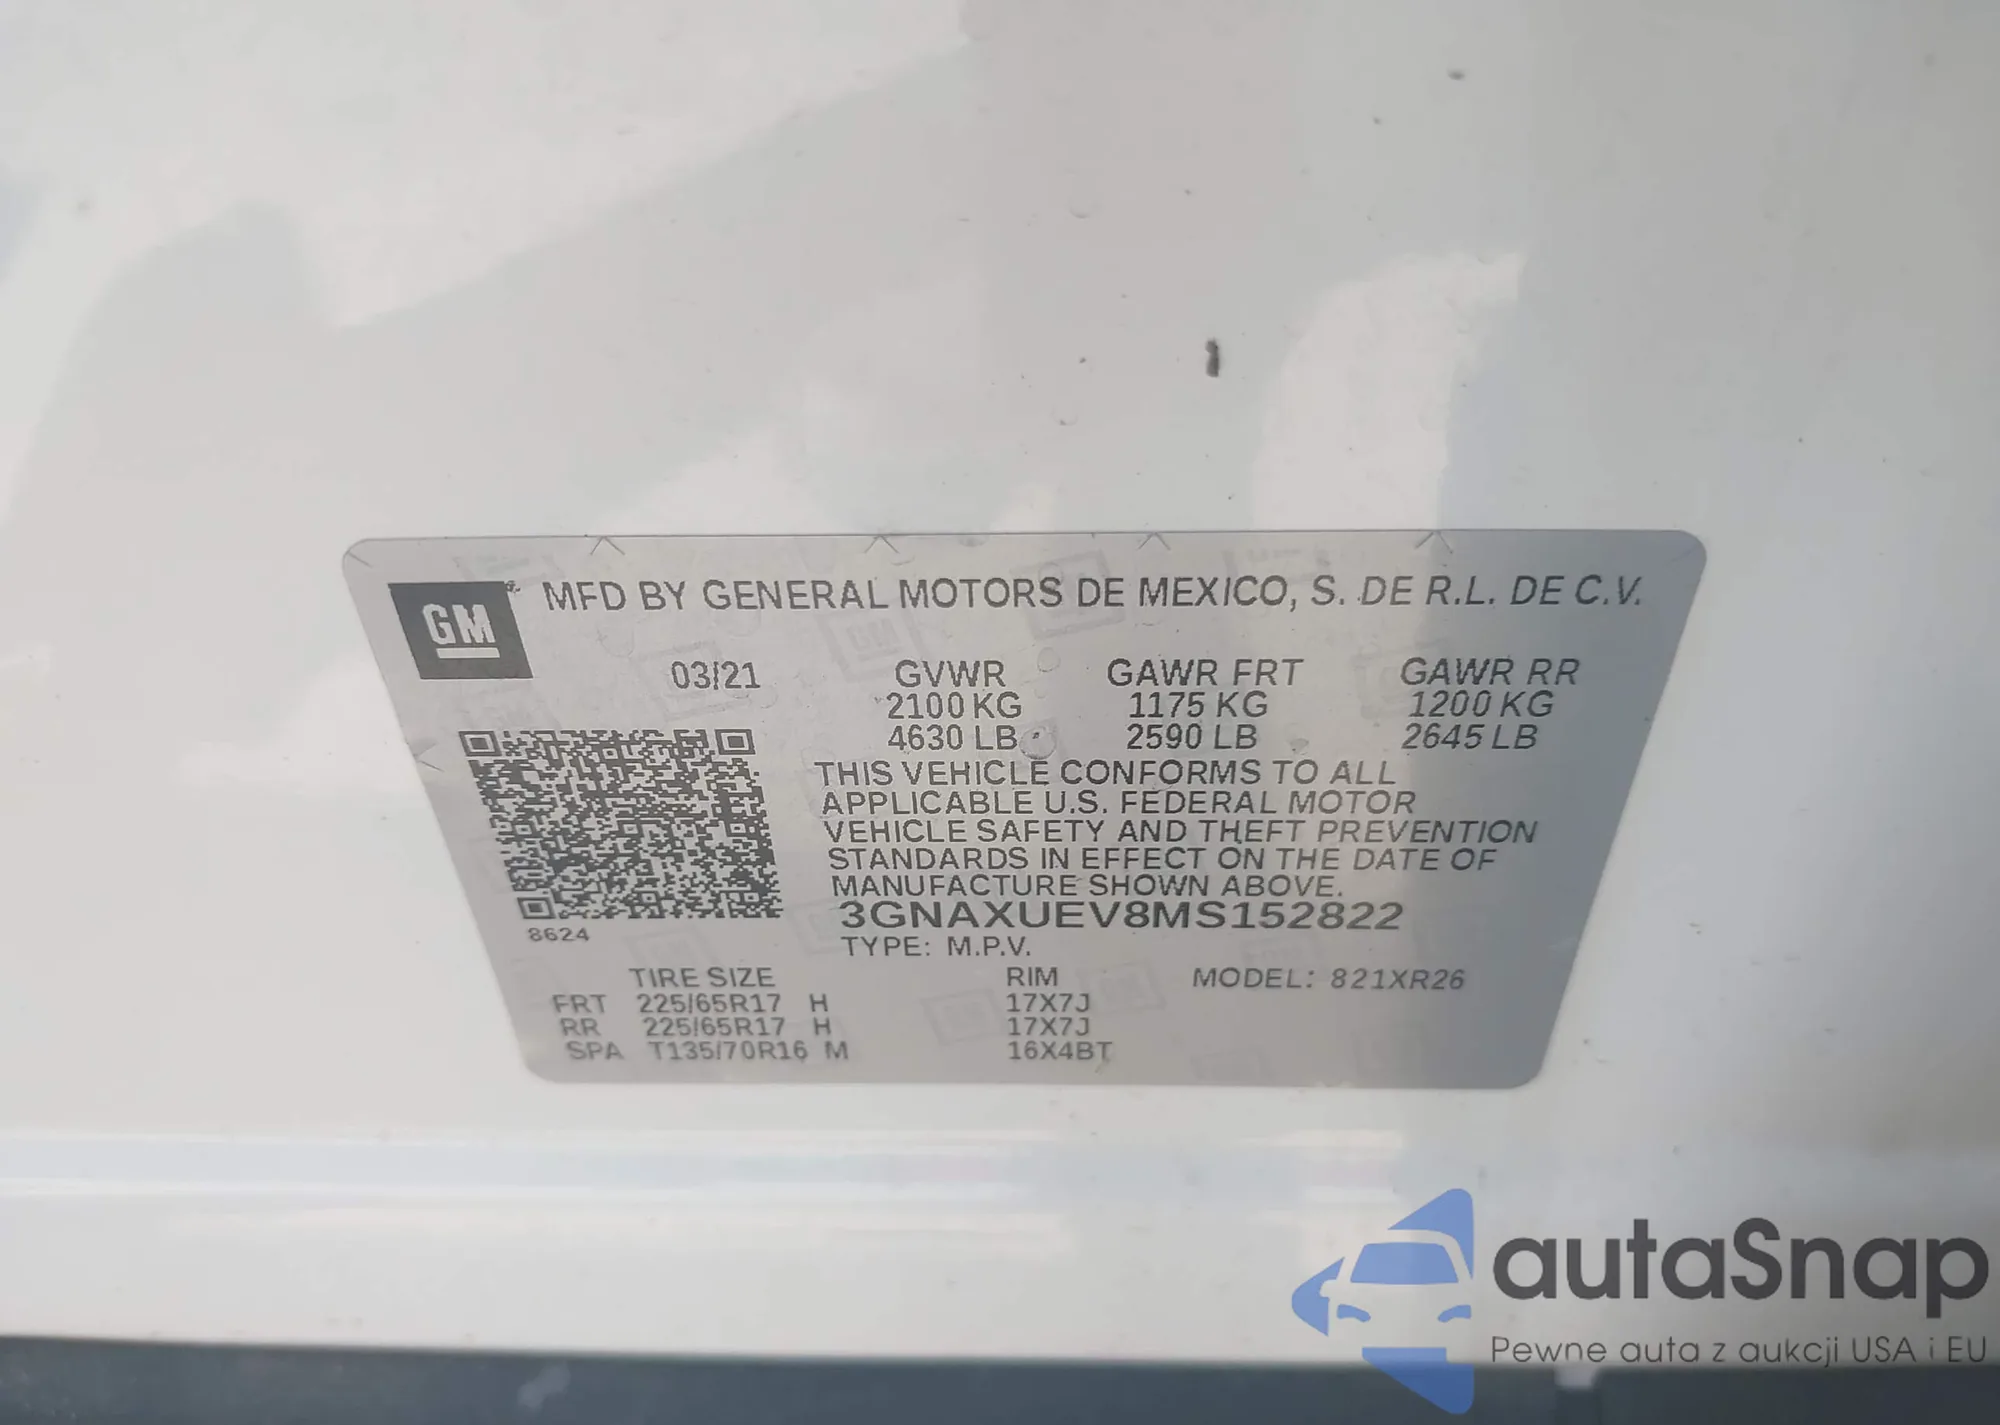 GM
MFD BY GENERAL MOTORS DE MEXICO, S. DE R.L. DE C.V.
03/21 GVWR GAWR FRT GAWR RR
2100 KG 1175 KG 1200 KG
4630 LB 2590 LB 2645 LB
THIS VEHICLE CONFORMS TO ALL
APPLICABLE U.S. FEDERAL MOTOR
VEHICLE SAFETY AND THEFT PREVENTION
STANDARDS IN EFFECT ON THE DATE OF
MANUFACTURE SHOWN ABOVE.
3GNAXUEV8MS152822
8624
TYPE: M.P.V.
TIRE SIZE RIM MODEL: 821XR26
FRT 225/65R17 H 17X7J
RR 225/65R17 H 17X7J
SPA T135/70R16 M 16X4BT
autaSnap
Pewne auta z aukcji USA i EU